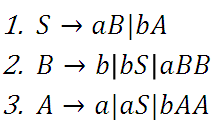 1. S → aB|bA
2. B → b|bS|aBB
3. A → a|aS|bAA